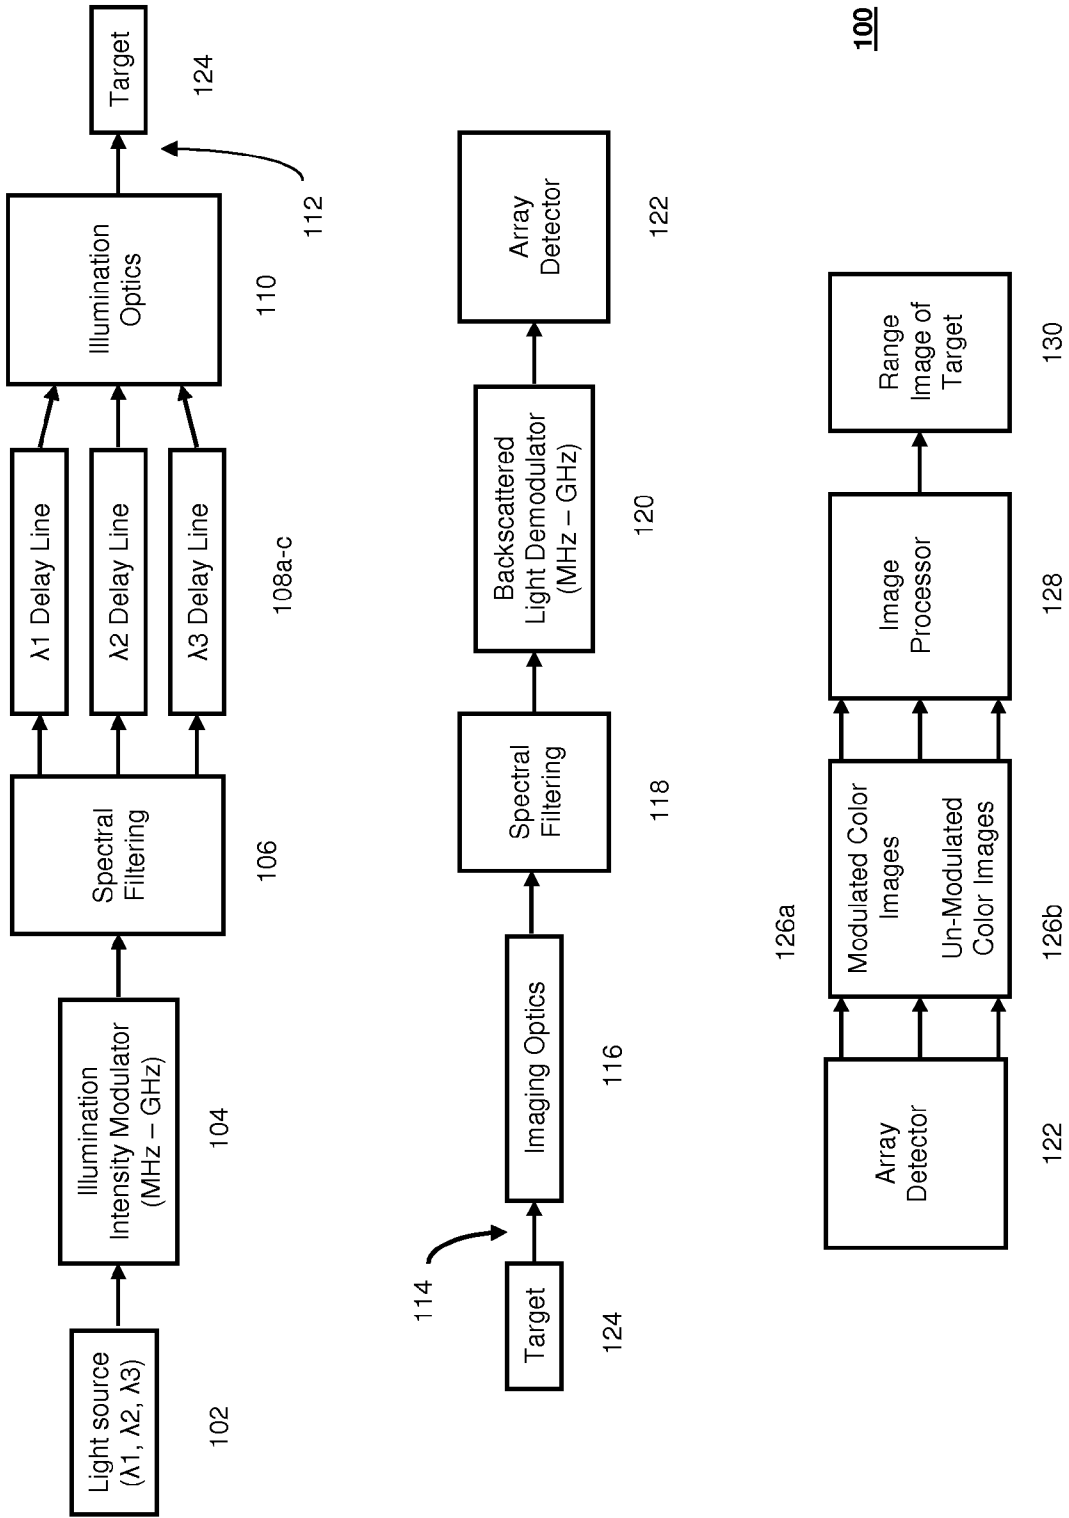 Light source
(λ1, λ2, λ3)
102
Illumination
Intensity Modulator
(MHz – GHz)
104
Spectral
Filtering
106
λ1 Delay Line
λ2 Delay Line
λ3 Delay Line
108a-c
Illumination
Optics
110
112
Target
124
114
Target
124
Imaging Optics
116
Spectral
Filtering
118
Backscattered
Light Demodulator
(MHz – GHz)
120
Array
Detector
122
Array
Detector
122
126a
Modulated Color
Images
Un-Modulated
Color Images
126b
Image
Processor
128
Range
Image of
Target
130
100